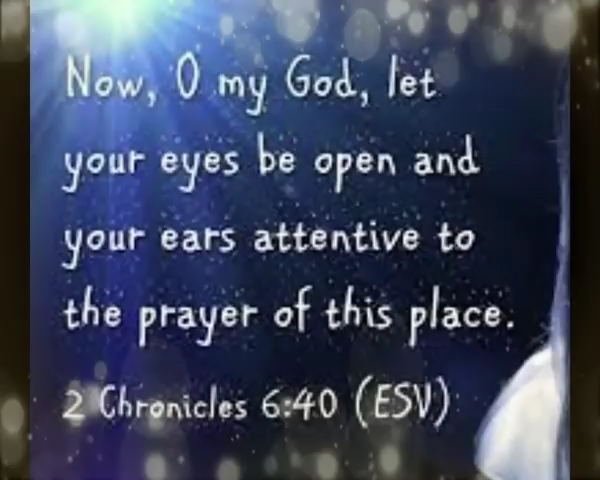 Now, O my God, let
your eyes be open and
your ears attentive to
the prayer of this place.
2 Chronicles 6:40 (ESV)